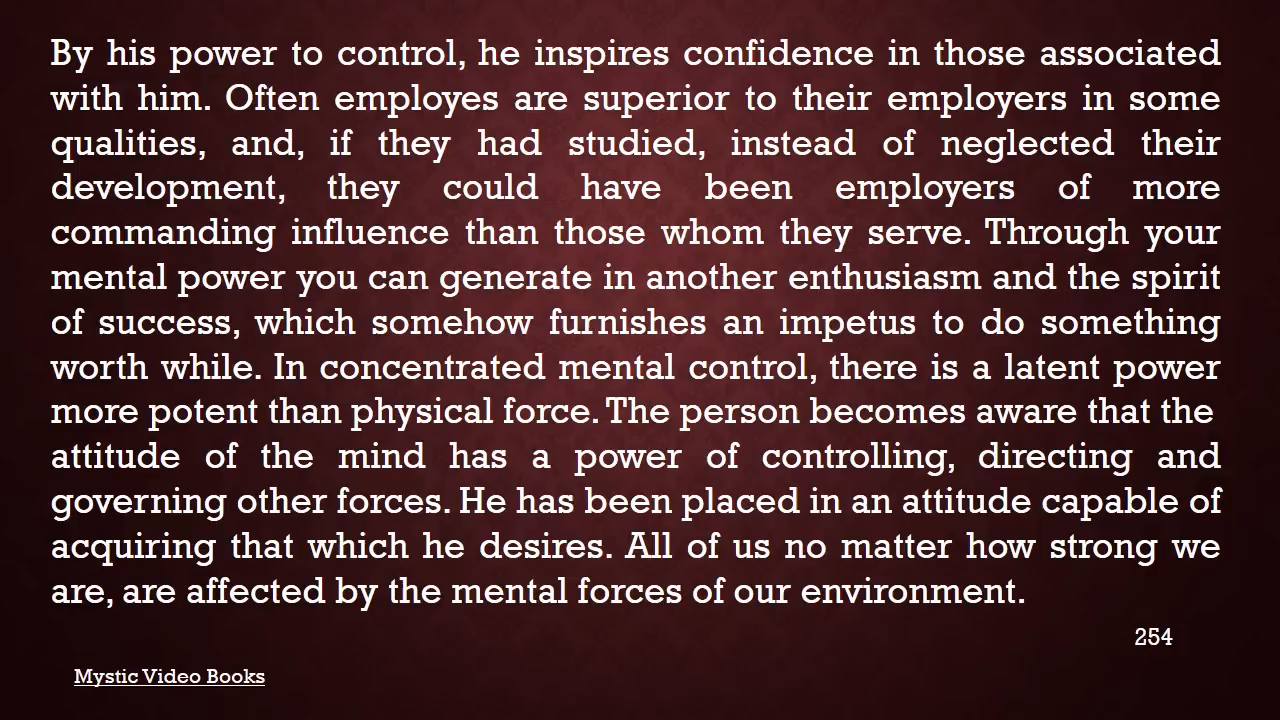 By his power to control, he inspires confidence in those associated
with him. Often employes are superior to their employers in some
qualities, and, if they had studied, instead of neglected their
development, they could have been employers of more
commanding influence than those whom they serve. Through your
mental power you can generate in another enthusiasm and the spirit
of success, which somehow furnishes an impetus to do something
worth while. In concentrated mental control, there is a latent power
more potent than physical force. The person becomes aware that the
attitude of the mind has a power of controlling, directing and
governing other forces. He has been placed in an attitude capable of
acquiring that which he desires. All of us no matter how strong we
are, are affected by the mental forces of our environment.
254
Mystic Video Books